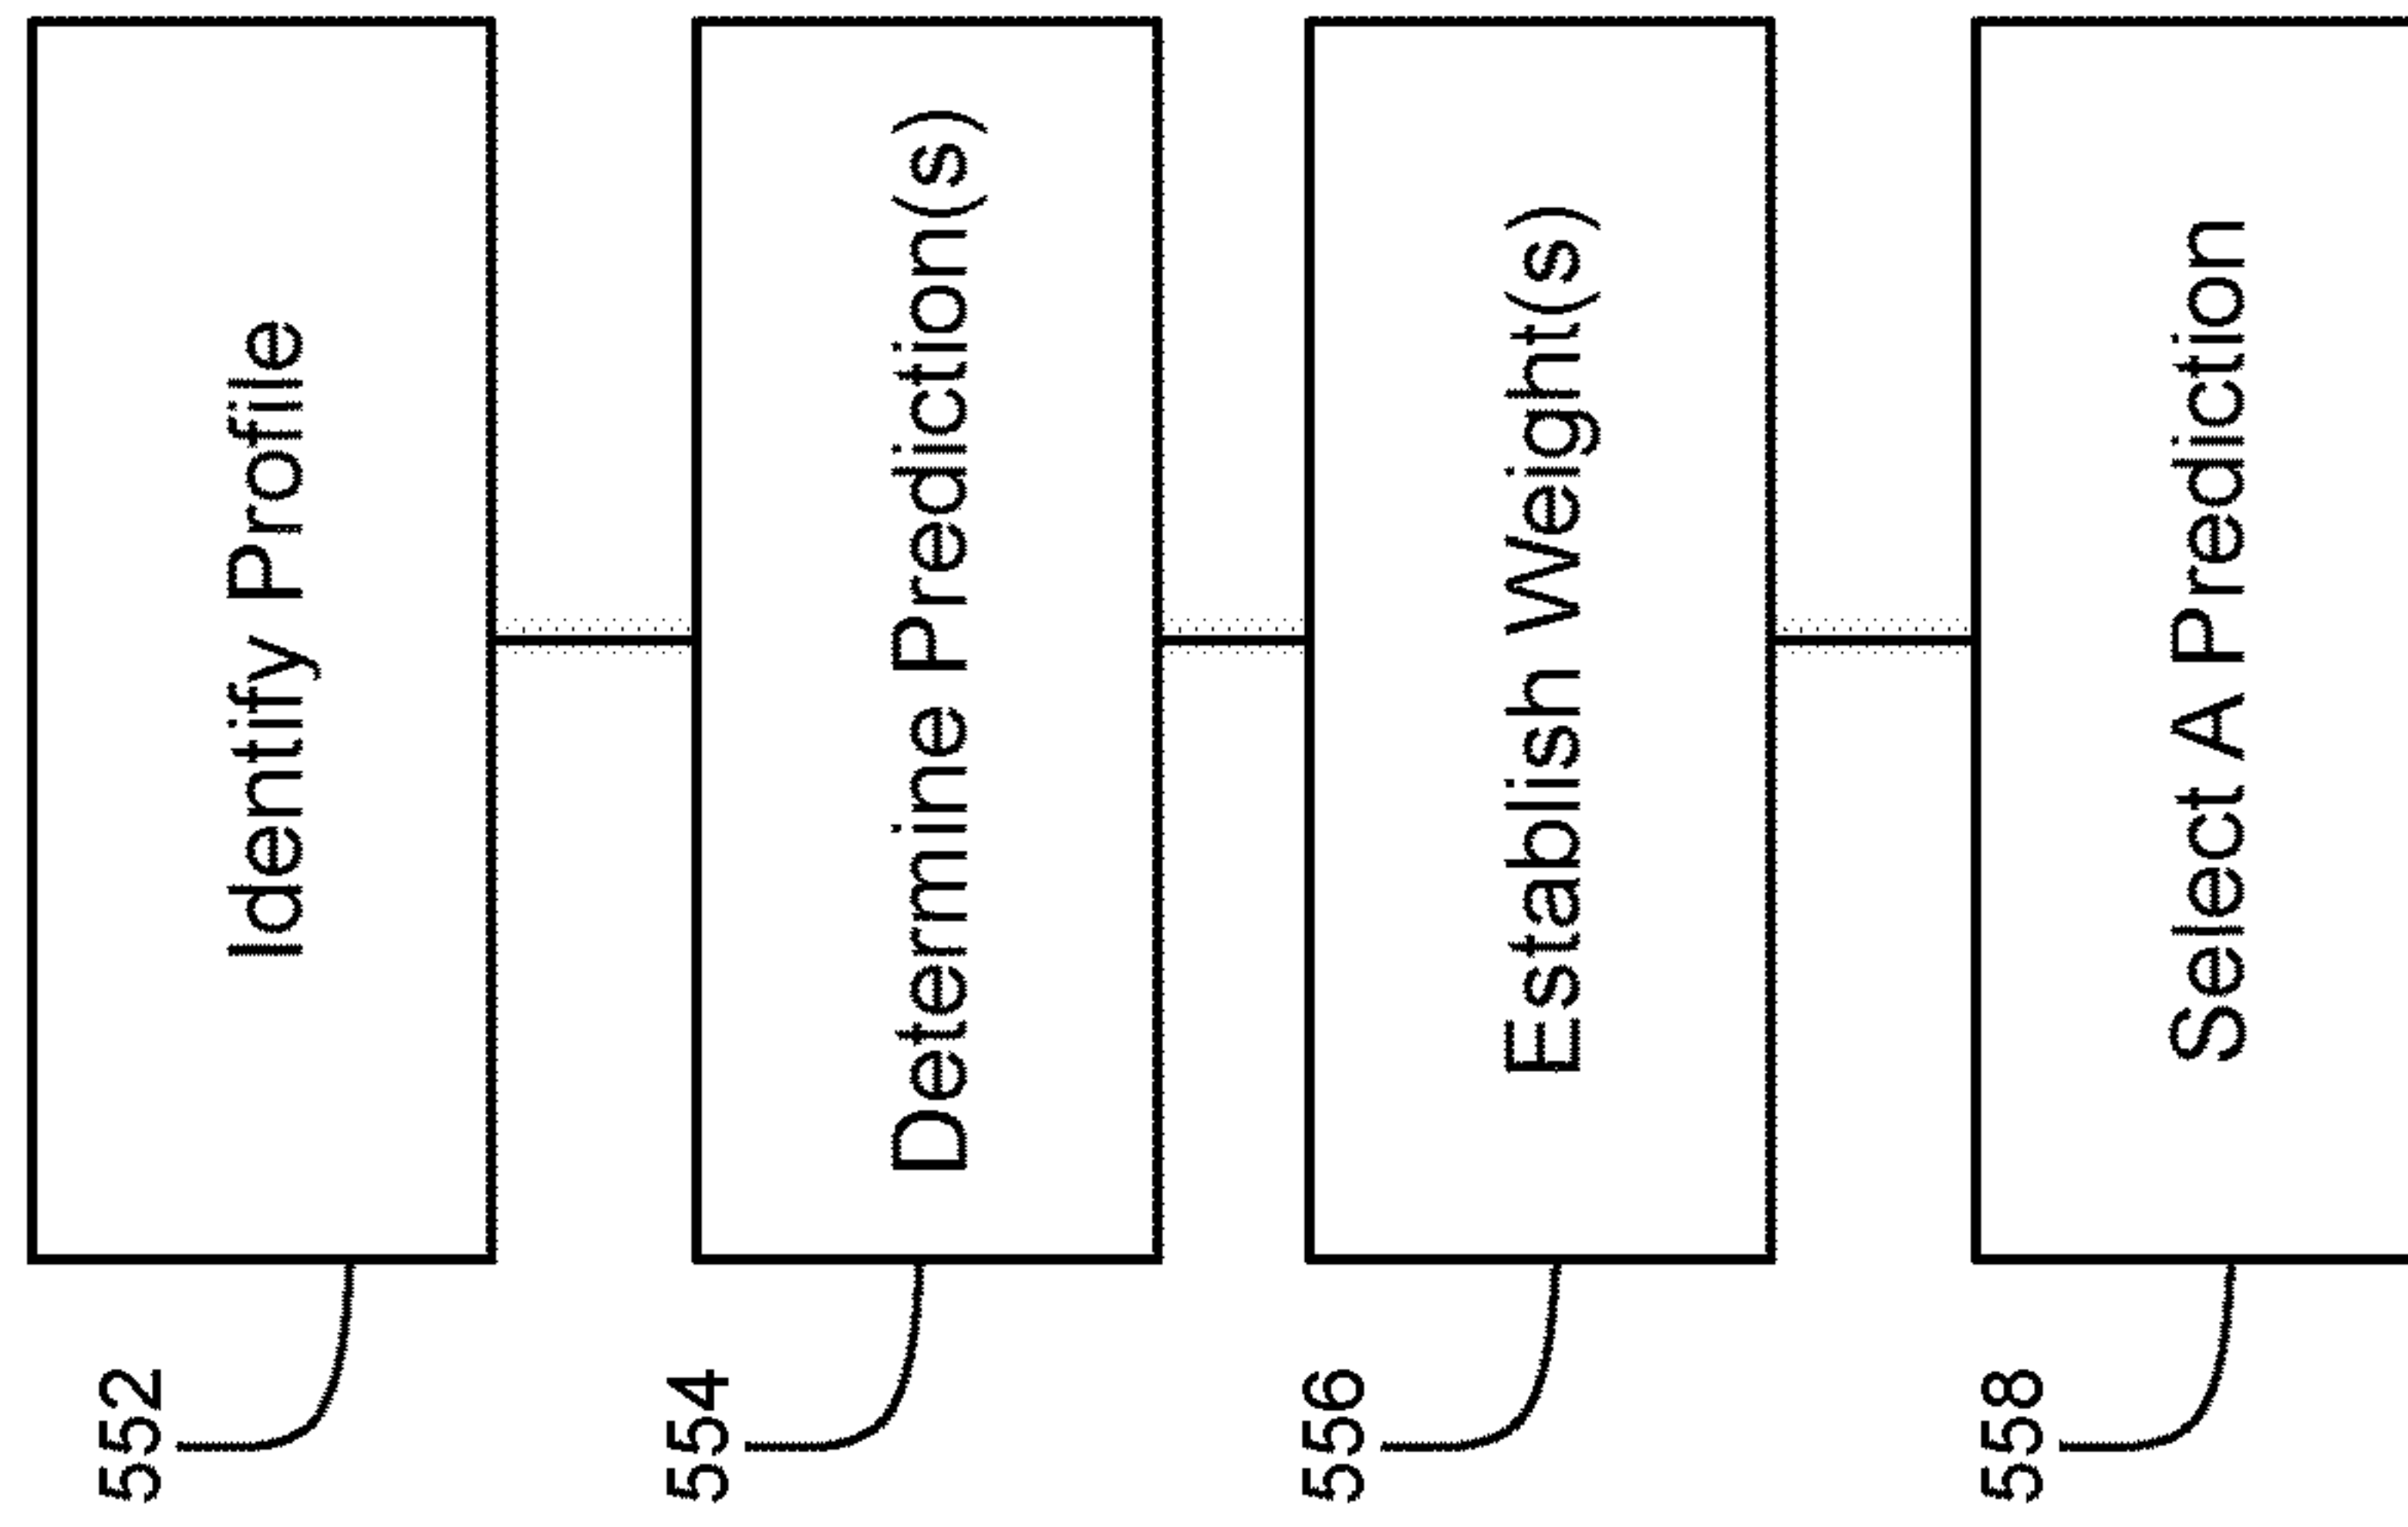 552
Identify Profile
554
Determine Prediction(s)
556
Establish Weight(s)
558
Select A Prediction